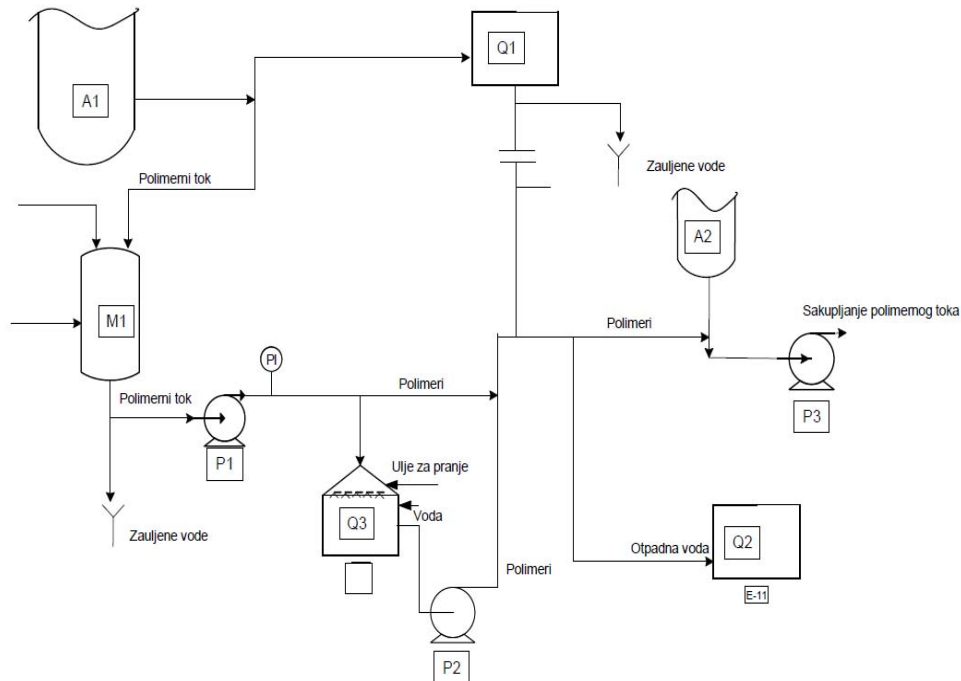 A1
Q1
Polimerni tok
Zauljene vode
A2
M1
Polimeri
Sakupljanje polimernog toka
PI
Polimerni tok
Polimeri
P1
P3
Ulje za pranje
Voda
Q3
Zauljene vode
Otpadna voda
Q2
Polimeri
E-11
P2